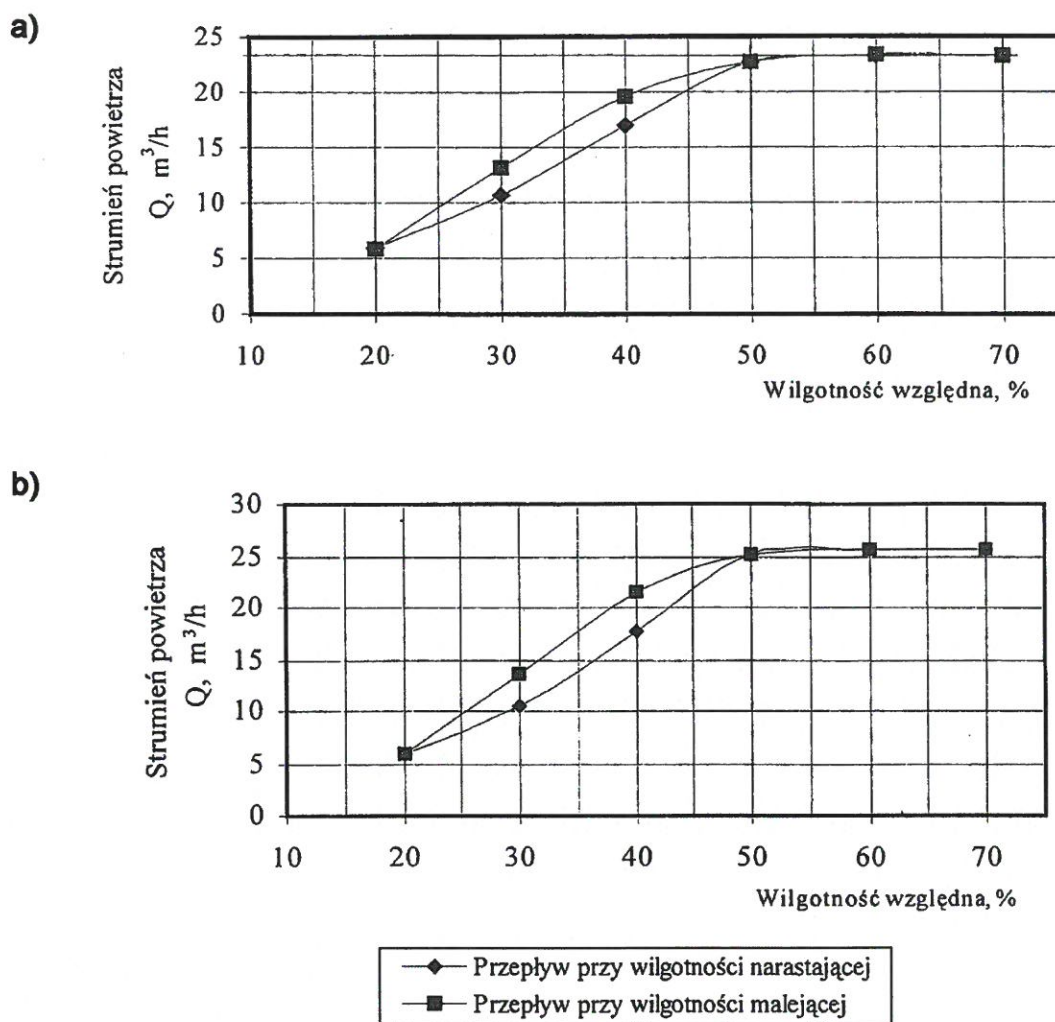 a)
25
20
15
10
5
0
Strumień powietrza
Q, m³/h
10 20 30 40 50 60 70
Wilgotność względna, %
b)
30
25
20
15
10
5
0
Strumień powietrza
Q, m³/h
10 20 30 40 50 60 70
Wilgotność względna, %
Przepływ przy wilgotności narastającej
Przepływ przy wilgotności malejącej